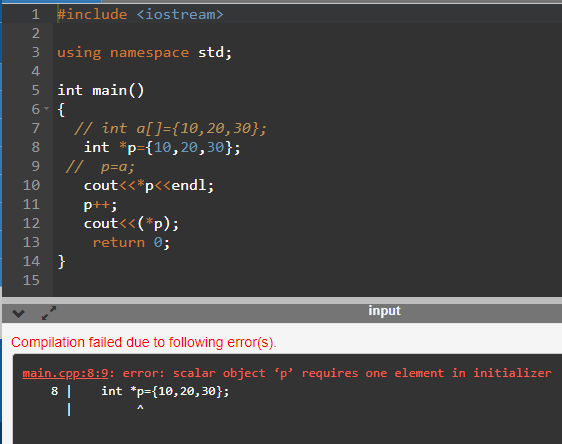 1 #include <iostream>
2
3 using namespace std;
4
5 int main()
6 {
7 // int a[]={10,20,30};
8 int *p={10,20,30};
9 // p=a;
10 cout<<*p<<endl;
11 p++;
12 cout<<(*p);
13 return 0;
14 }
15
input
Compilation failed due to following error(s).
main.cpp:8:9: error: scalar object ‘p’ requires one element in initializer
8 | int *p={10,20,30};
| ^